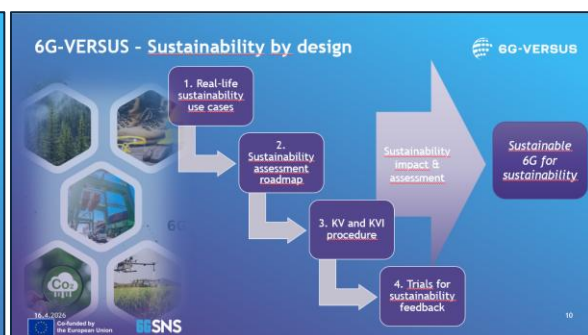 6G-VERSUS - Sustainability by design
6G-VERSUS
1. Real-life
sustainability
use cases
2.
Sustainability
assessment
roadmap
3. KV and KVI
procedure
4. Trials for
sustainability
feedback
Sustainability
impact &
assessment
Sustainable
6G for
sustainability
Co2
16.4.2026
Co-funded by
the European Union
6GSNS
10